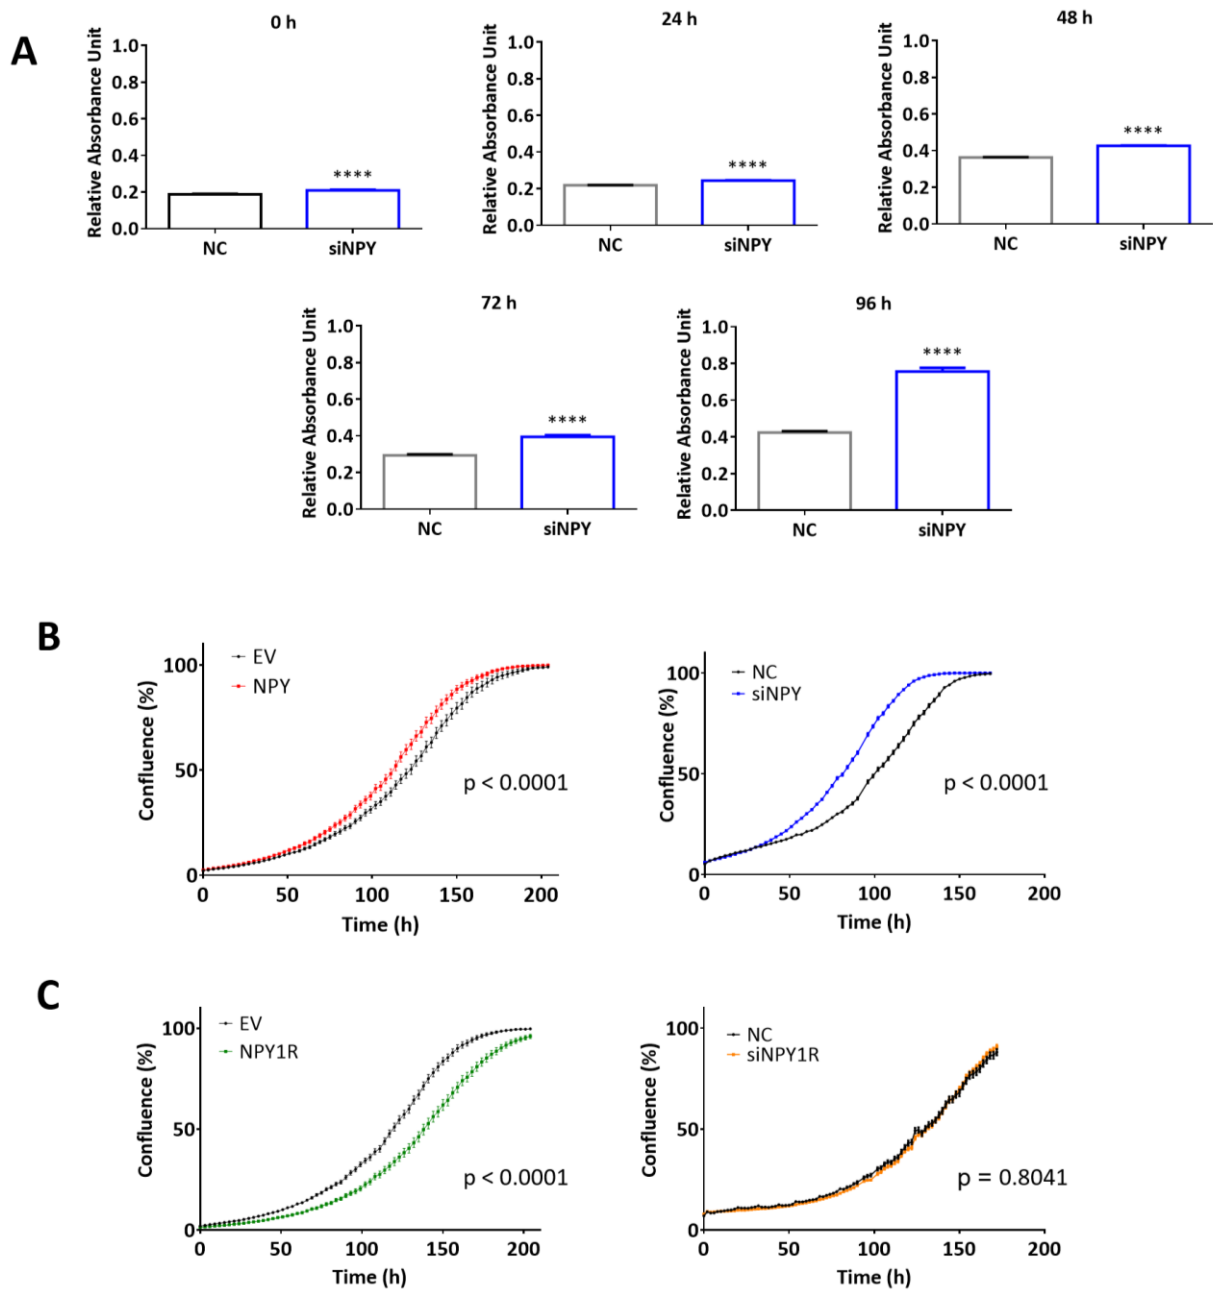 A
0 h
Relative Absorbance Unit
1.0
0.8
0.6
0.4
0.2
0.0
****
NC
siNPY
24 h
Relative Absorbance Unit
1.0
0.8
0.6
0.4
0.2
0.0
****
NC
siNPY
48 h
Relative Absorbance Unit
1.0
0.8
0.6
0.4
0.2
0.0
****
NC
siNPY
72 h
Relative Absorbance Unit
1.0
0.8
0.6
0.4
0.2
0.0
****
NC
siNPY
96 h
Relative Absorbance Unit
1.0
0.8
0.6
0.4
0.2
0.0
****
NC
siNPY
B
EV
NPY
Confluence (%)
100
50
0
p < 0.0001
0 50 100 150 200
Time (h)
NC
siNPY
Confluence (%)
100
50
0
p < 0.0001
0 50 100 150 200
Time (h)
C
EV
NPY1R
Confluence (%)
100
50
0
p < 0.0001
0 50 100 150 200
Time (h)
NC
siNPY1R
Confluence (%)
100
50
0
p = 0.8041
0 50 100 150 200
Time (h)